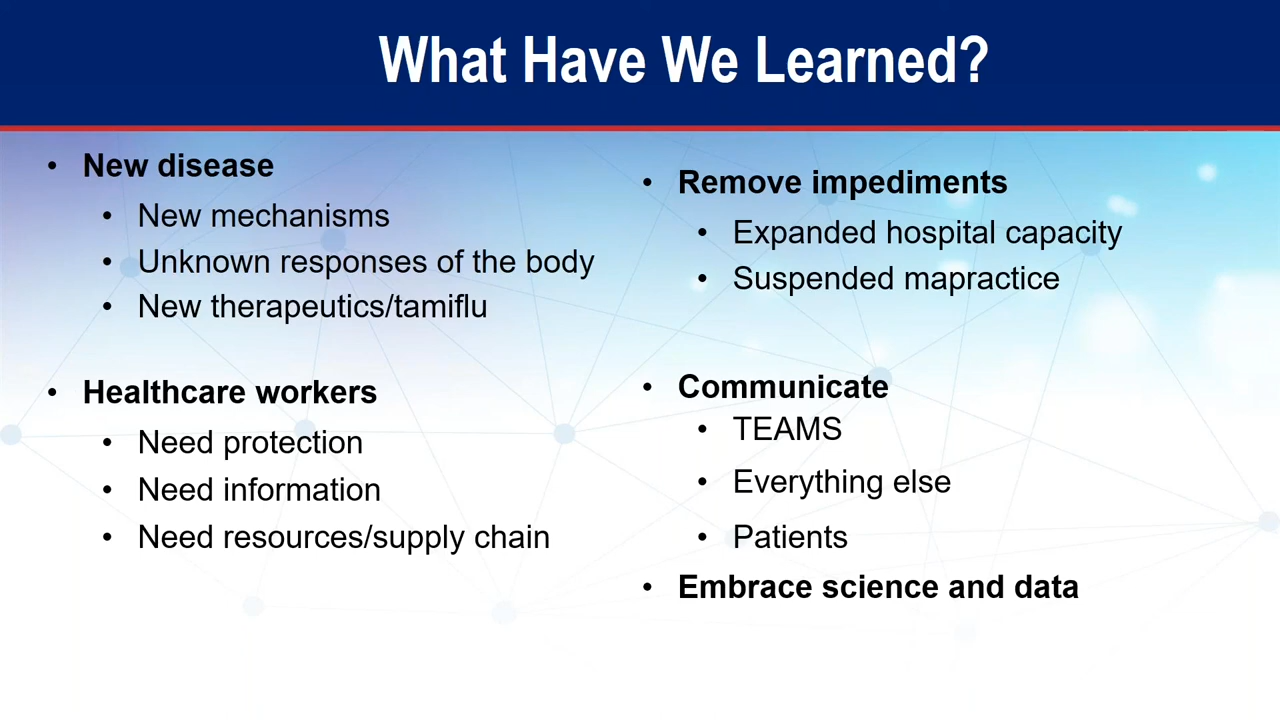 What Have We Learned?
• New disease
• New mechanisms
• Unknown responses of the body
• New therapeutics/tamiflu
• Healthcare workers
• Need protection
• Need information
• Need resources/supply chain
• Remove impediments
• Expanded hospital capacity
• Suspended mapractice
• Communicate
• TEAMS
• Everything else
• Patients
• Embrace science and data